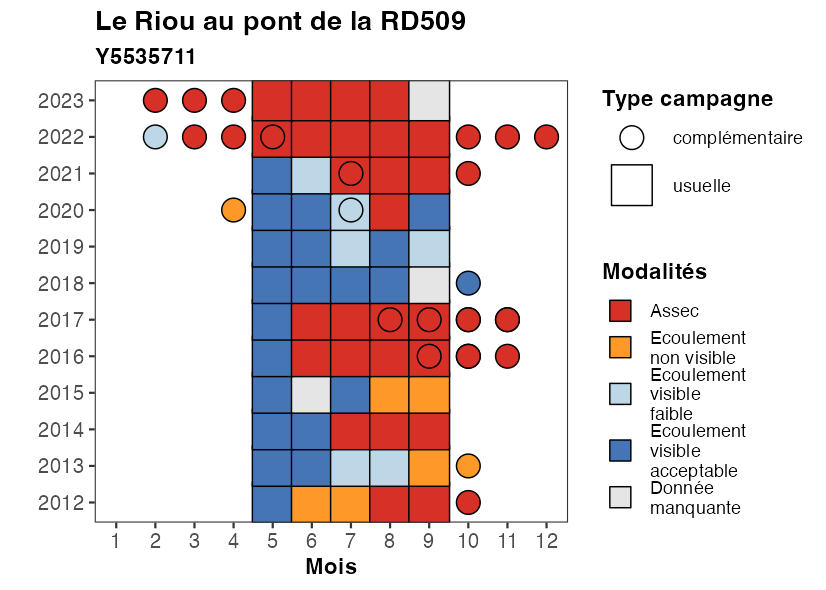 Le Riou au pont de la RD509
Y5535711
2023
2022
2021
2020
2019
2018
2017
2016
2015
2014
2013
2012
1 2 3 4 5 6 7 8 9 10 11 12
Mois
Type campagne
complémentaire
usuelle
Modalités
Assec
Ecoulement
non visible
Ecoulement
visible
faible
Ecoulement
visible
acceptable
Donnée
manquante